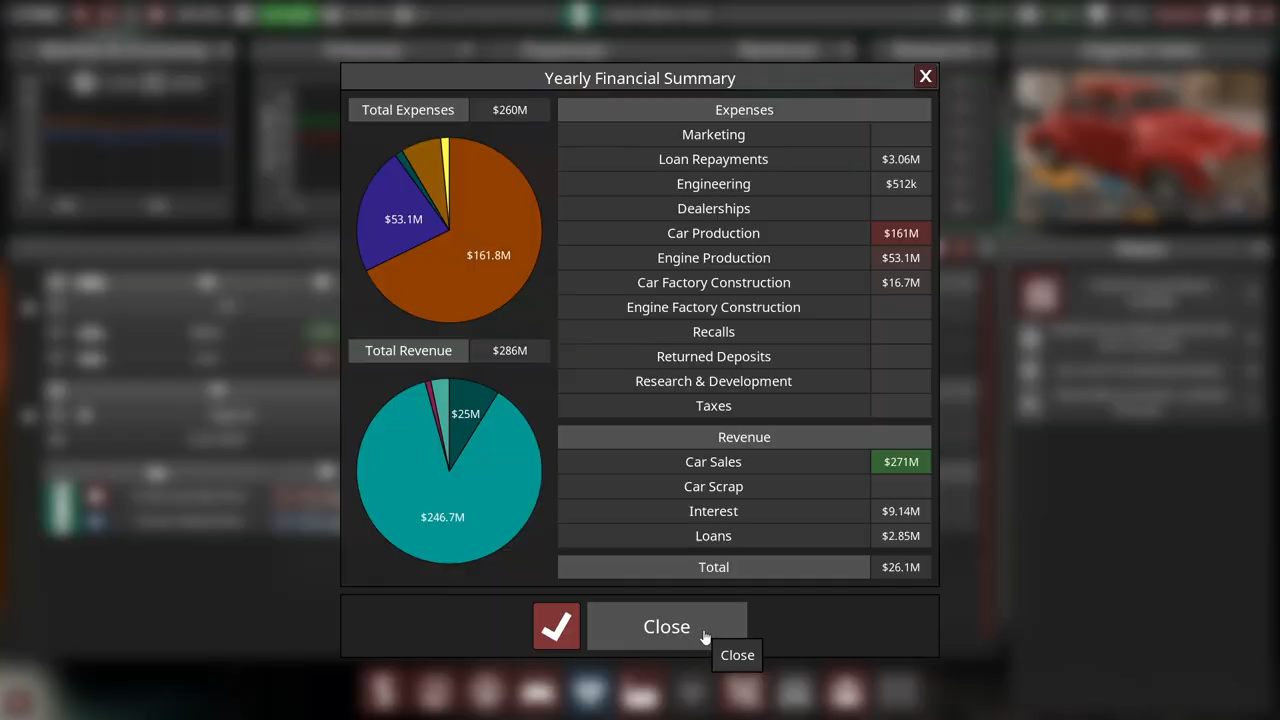 Yearly Financial Summary
X
Total Expenses $260M
$53.1M
$161.8M
Total Revenue $286M
$25M
$246.7M
Expenses
Marketing
Loan Repayments $3.06M
Engineering $512k
Dealerships
Car Production $161M
Engine Production $53.1M
Car Factory Construction $16.7M
Engine Factory Construction
Recalls
Returned Deposits
Research & Development
Taxes
Revenue
Car Sales $271M
Car Scrap
Interest $9.14M
Loans $2.85M
Total $26.1M
Close
Close